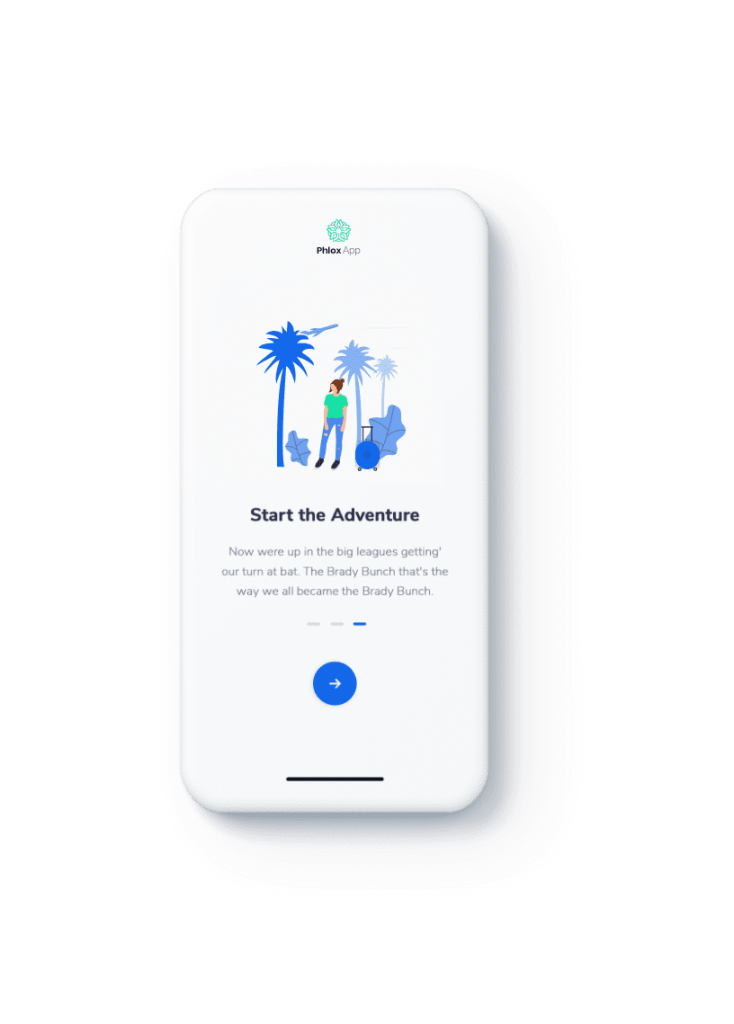 Phlox App
Start the Adventure
Now were up in the big leagues getting'
our turn at bat. The Brady Bunch that's the
way we all became the Brady Bunch.